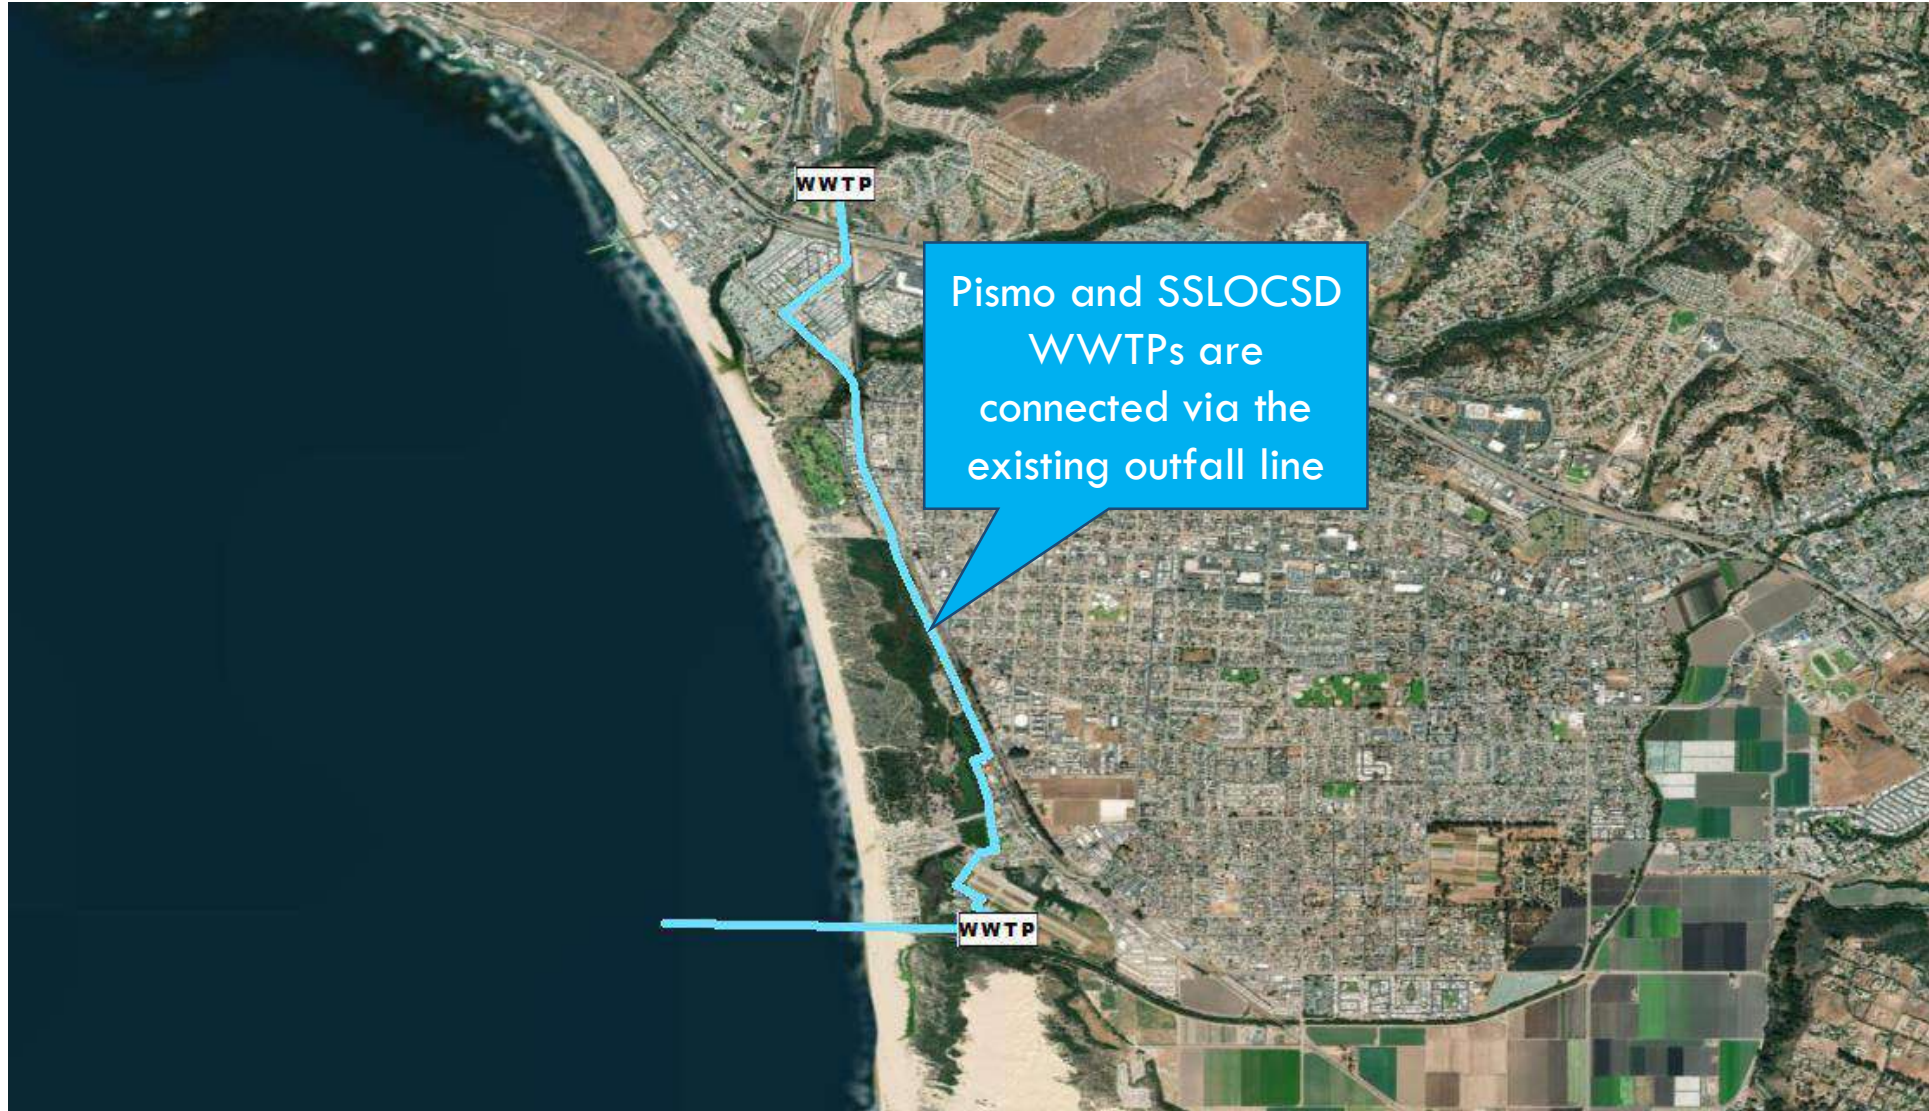 WWTP
Pismo and SSLOCSD
WWTPs are
connected via the
existing outfall line
WWTP